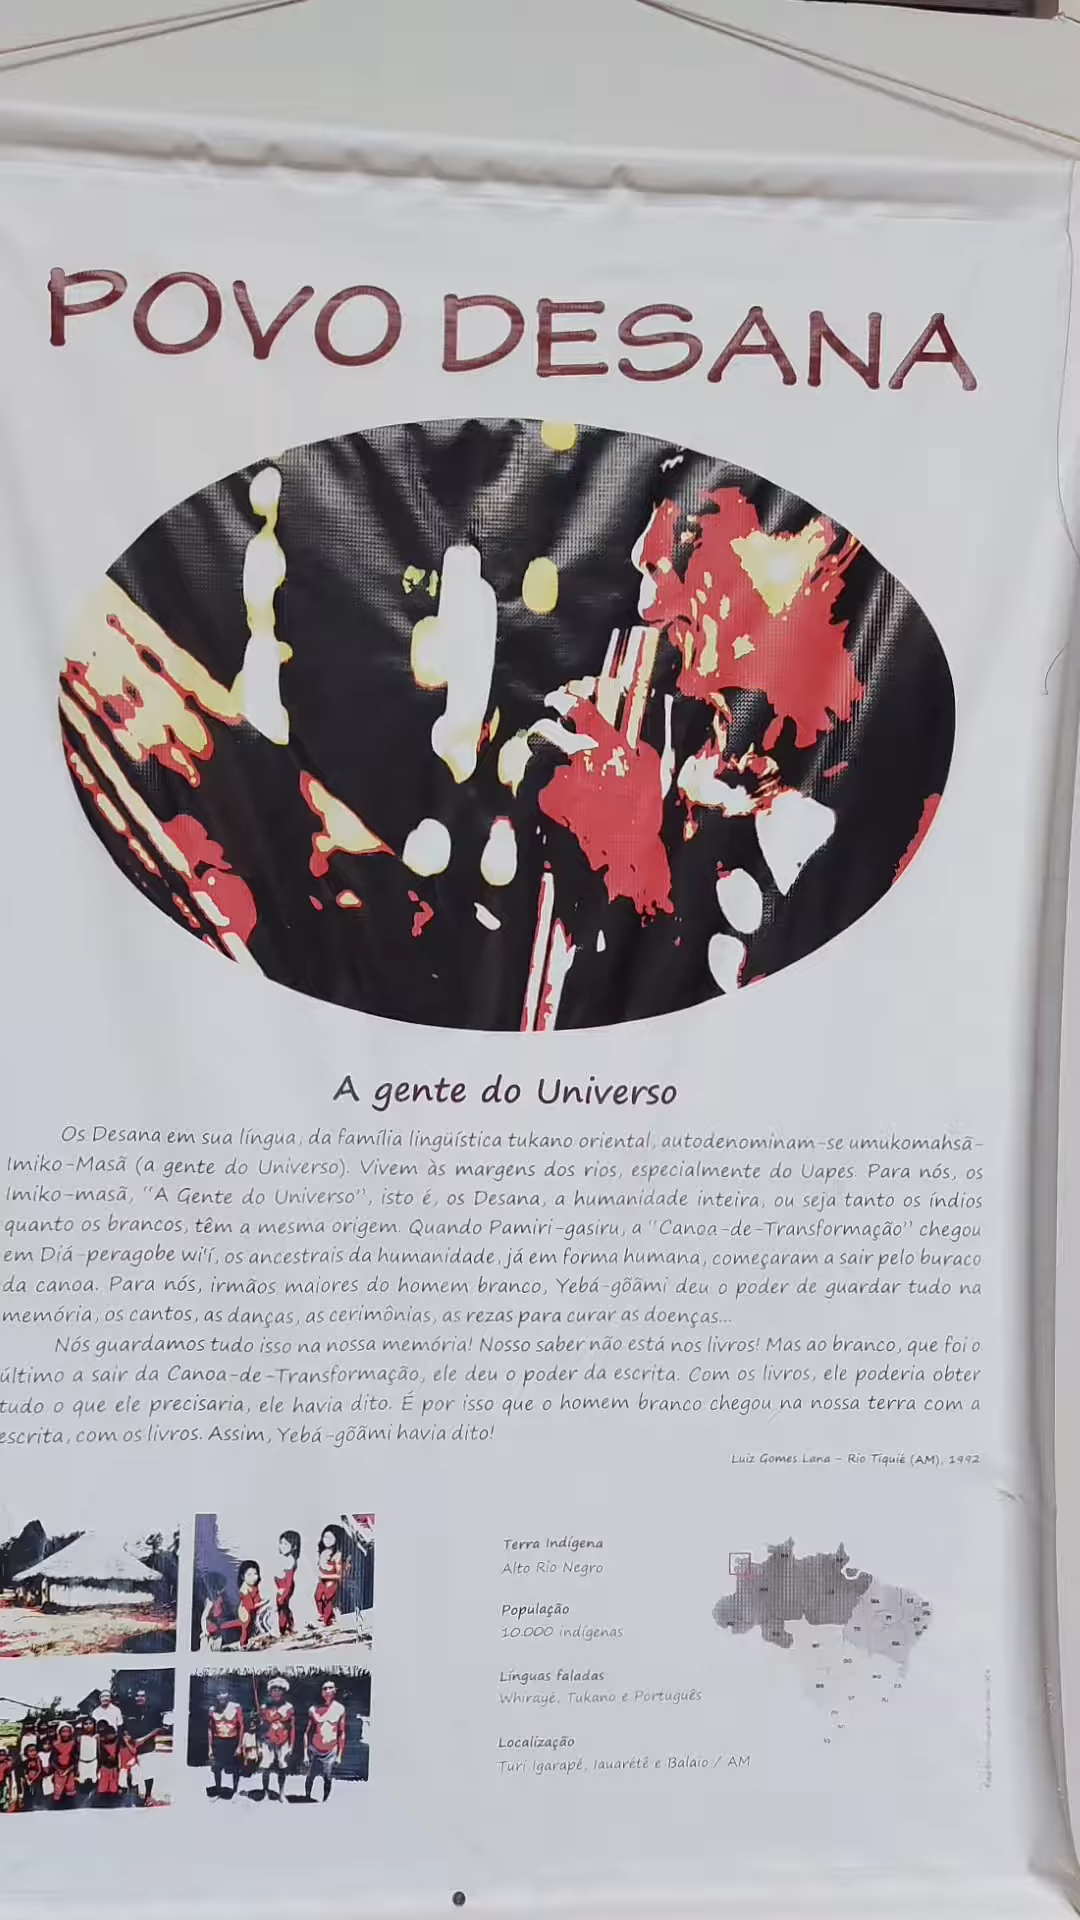 POVO DESANA
A gente do Universo
Os Desana em sua língua, da família lingüística tukano oriental, autodenominam-se umukomahsã-
Imiko-Masã (a gente do Universo). Vivem às margens dos rios, especialmente do Uapes. Para nós, os
Imiko-masã, "A Gente do Universo", isto é, os Desana, a humanidade inteira, ou seja tanto os índios
quanto os brancos, têm a mesma origem. Quando Pamiri-gasiru, a "Canoa-de-Transformação" chegou
em Diá-peragobe wi'í, os ancestrais da humanidade, já em forma humana, começaram a sair pelo buraco
da canoa. Para nós, irmãos maiores do homem branco, Yebá-gõãmi deu o poder de guardar tudo na
memória, os cantos, as danças, as cerimônias, as rezas para curar as doenças...
Nós guardamos tudo isso na nossa memória! Nosso saber não está nos livros! Mas ao branco, que foi o
último a sair da Canoa-de-Transformação, ele deu o poder da escrita. Com os livros, ele poderia obter
tudo o que ele precisaria, ele havia dito. É por isso que o homem branco chegou na nossa terra com a
escrita, com os livros. Assim, Yebá-gõãmi havia dito!
Luiz Gomes Lana - Rio Tiquié (AM), 1992
Terra Indígena
Alto Rio Negro
População
10.000 indígenas
Línguas faladas
Whirayé, Tukano e Português
Localização
Turi Igarapé, Iauaretê e Balaio / AM